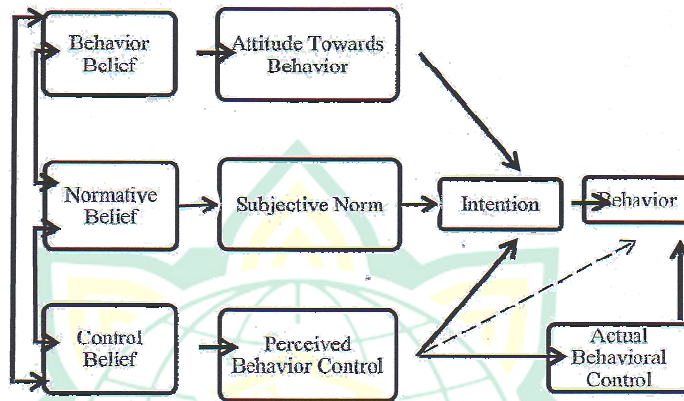 Behavior
Belief
Attitude Towards
Behavior
Normative
Belief
Subjective Norm
Intention
Behavior
Control
Belief
Perceived
Behavior Control
Actual
Behavioral
Control